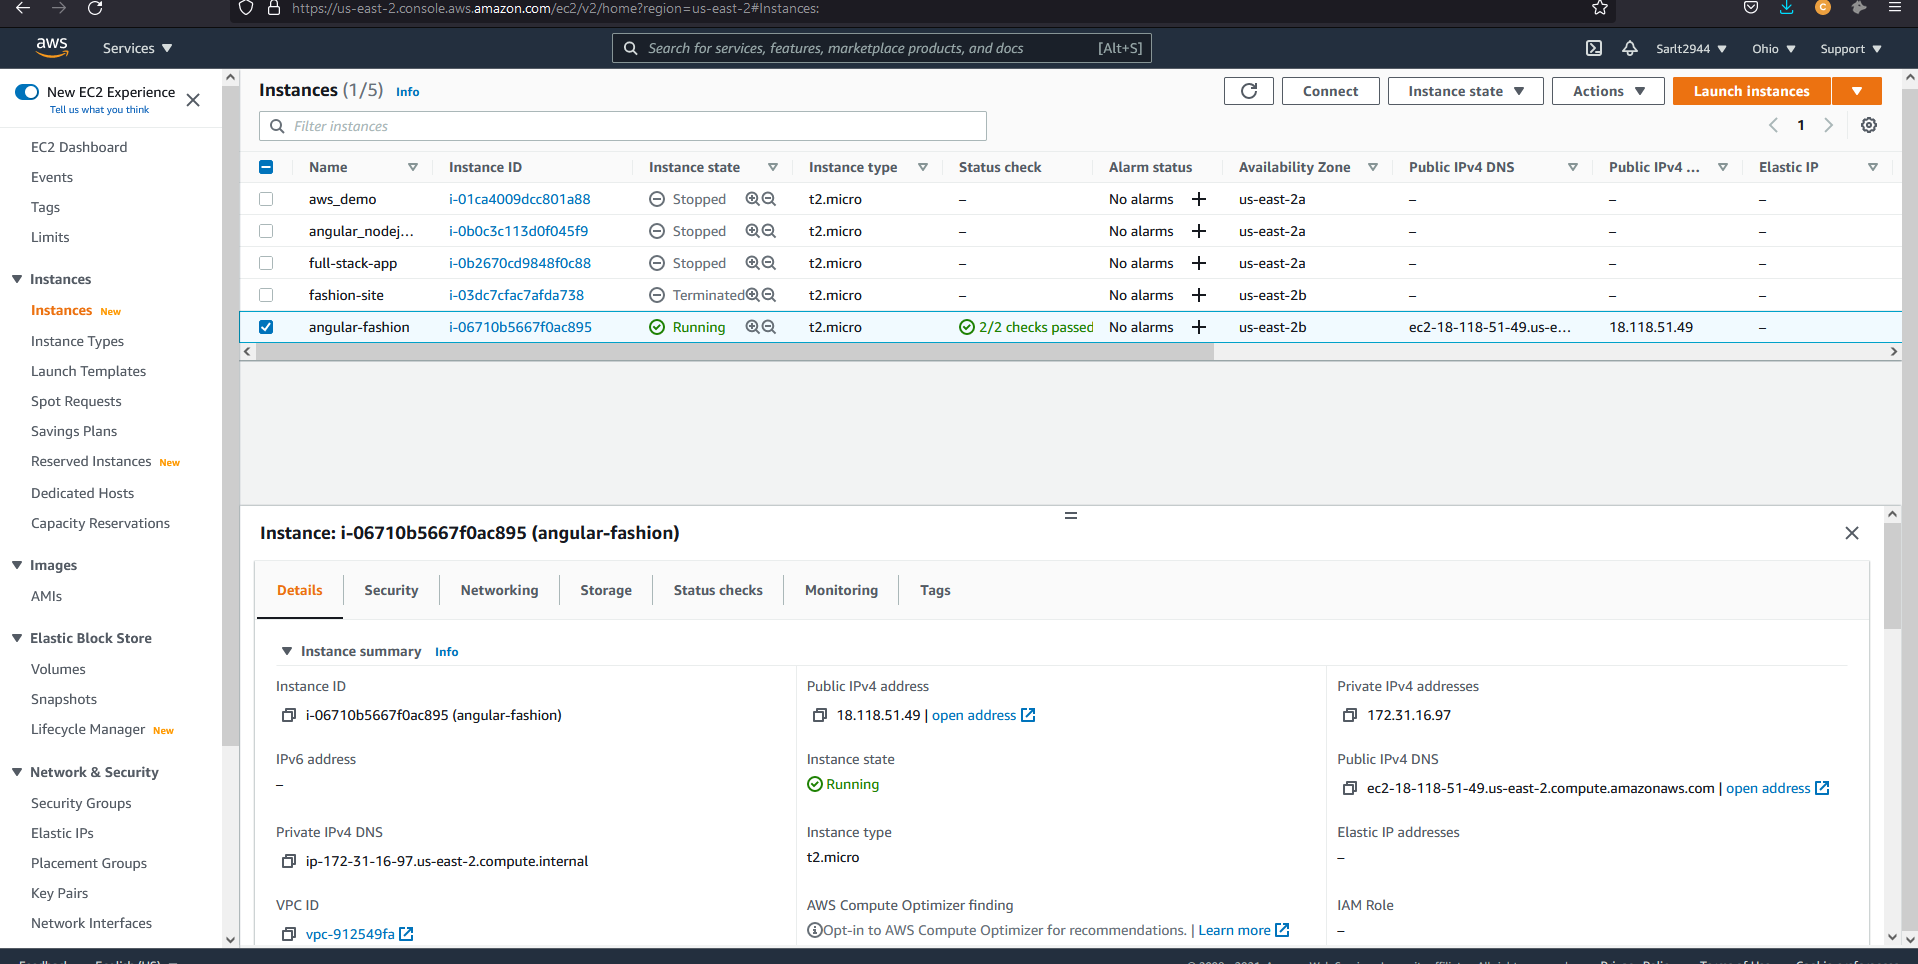 https://us-east-2.console.aws.amazon.com/ec2/v2/home?region=us-east-2#Instances:
aws
Services
Search for services, features, marketplace products, and docs
[Alt+S]
Sarlt2944
Ohio
Support
New EC2 Experience
Tell us what you think
EC2 Dashboard
Events
Tags
Limits
Instances
Instances New
Instance Types
Launch Templates
Spot Requests
Savings Plans
Reserved Instances New
Dedicated Hosts
Capacity Reservations
Images
AMIs
Elastic Block Store
Volumes
Snapshots
Lifecycle Manager New
Network & Security
Security Groups
Elastic IPs
Placement Groups
Key Pairs
Network Interfaces
Instances (1/5) Info
Connect
Instance state
Actions
Launch instances
Filter instances
1
Name Instance ID Instance state Instance type Status check Alarm status Availability Zone Public IPv4 DNS Public IPv4 ... Elastic IP
aws_demo i-01ca4009dcc801a88 Stopped t2.micro – No alarms + us-east-2a – – –
angular_nodej... i-0b0c3c113d0f045f9 Stopped t2.micro – No alarms + us-east-2a – – –
full-stack-app i-0b2670cd9848f0c88 Stopped t2.micro – No alarms + us-east-2a – – –
fashion-site i-03dc7cfac7afda738 Terminated t2.micro – No alarms + us-east-2b – – –
angular-fashion i-06710b5667f0ac895 Running t2.micro 2/2 checks passed No alarms + us-east-2b ec2-18-118-51-49.us-e... 18.118.51.49 –
Instance: i-06710b5667f0ac895 (angular-fashion)
Details
Security
Networking
Storage
Status checks
Monitoring
Tags
Instance summary Info
Instance ID
i-06710b5667f0ac895 (angular-fashion)
Public IPv4 address
18.118.51.49 | open address
Private IPv4 addresses
172.31.16.97
IPv6 address
–
Instance state
Running
Public IPv4 DNS
ec2-18-118-51-49.us-east-2.compute.amazonaws.com | open address
Private IPv4 DNS
ip-172-31-16-97.us-east-2.compute.internal
Instance type
t2.micro
Elastic IP addresses
–
VPC ID
vpc-912549fa
AWS Compute Optimizer finding
Opt-in to AWS Compute Optimizer for recommendations. | Learn more
IAM Role
–